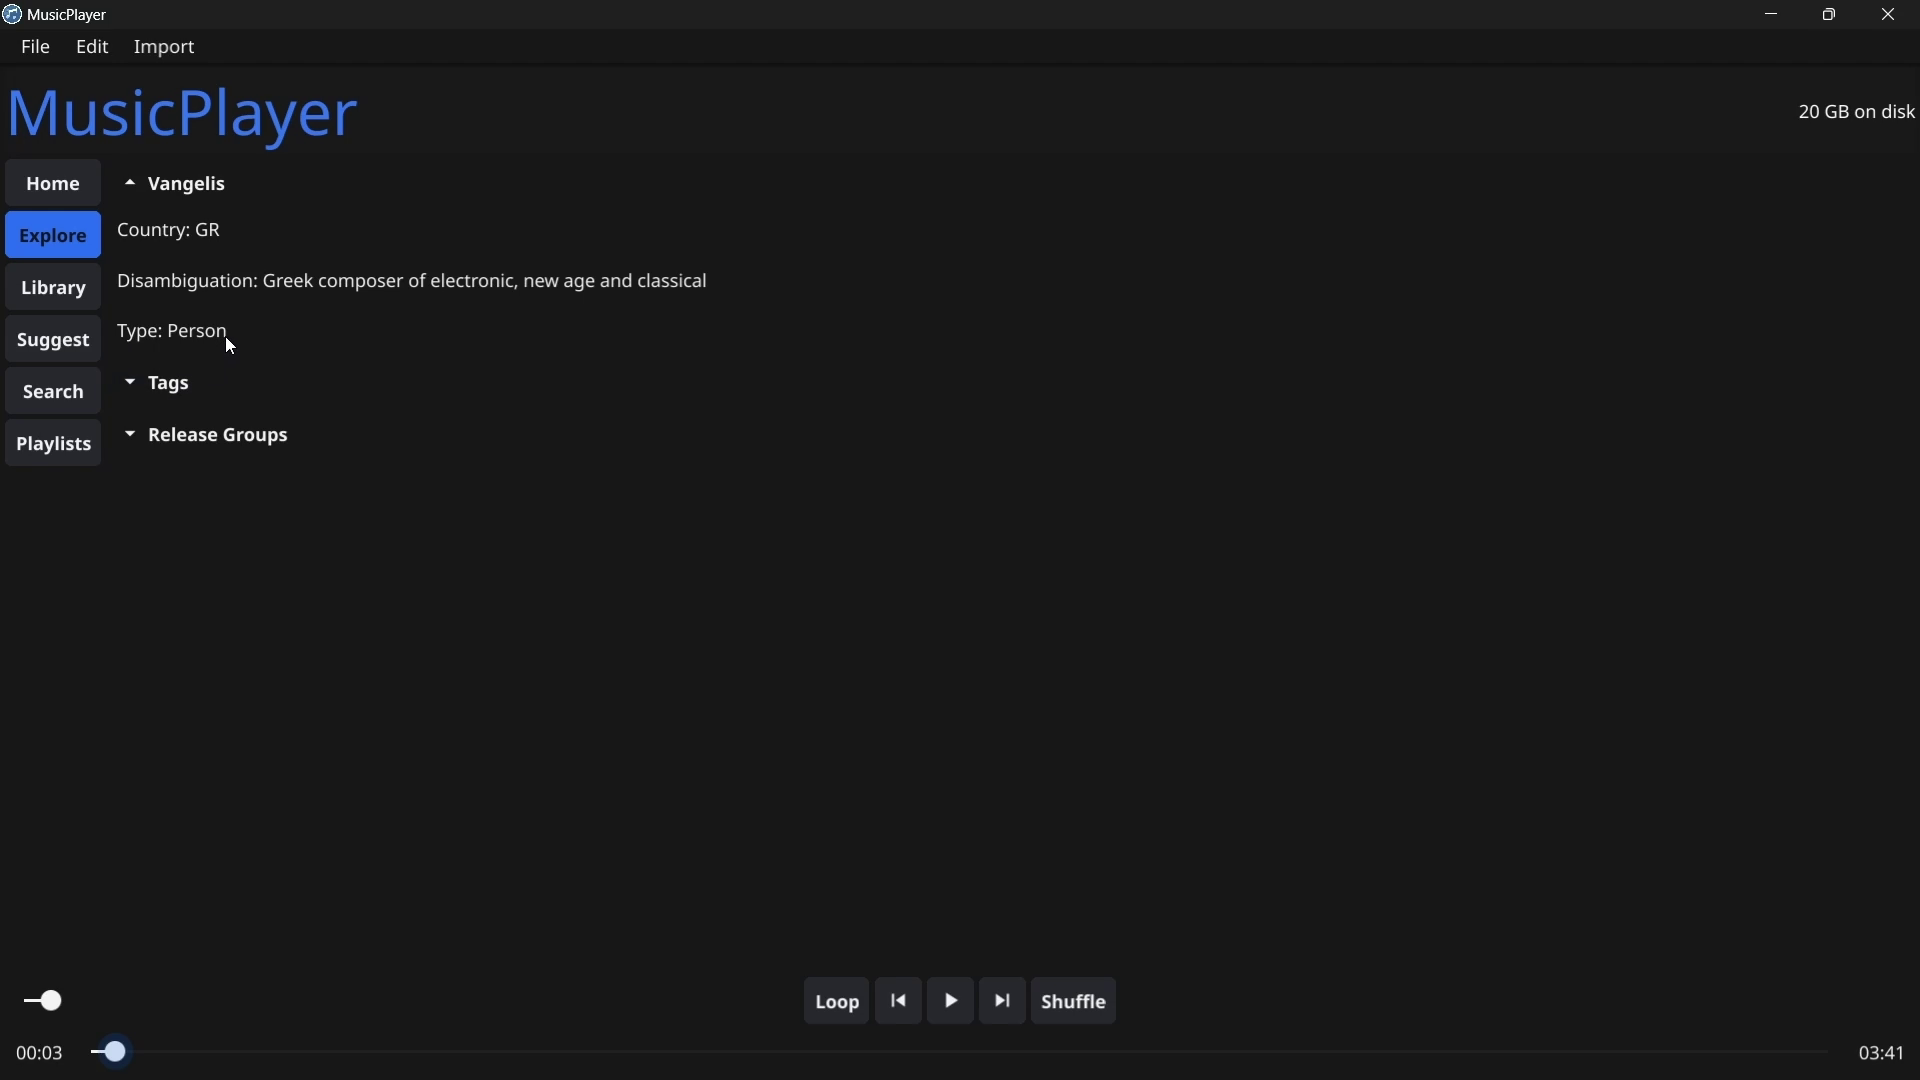 MusicPlayer
File Edit Import
MusicPlayer
20 GB on disk
Home
Explore
Library
Suggest
Search
Playlists
Vangelis
Country: GR
Disambiguation: Greek composer of electronic, new age and classical
Type: Person
Tags
Release Groups
Loop
Shuffle
00:03
03:41